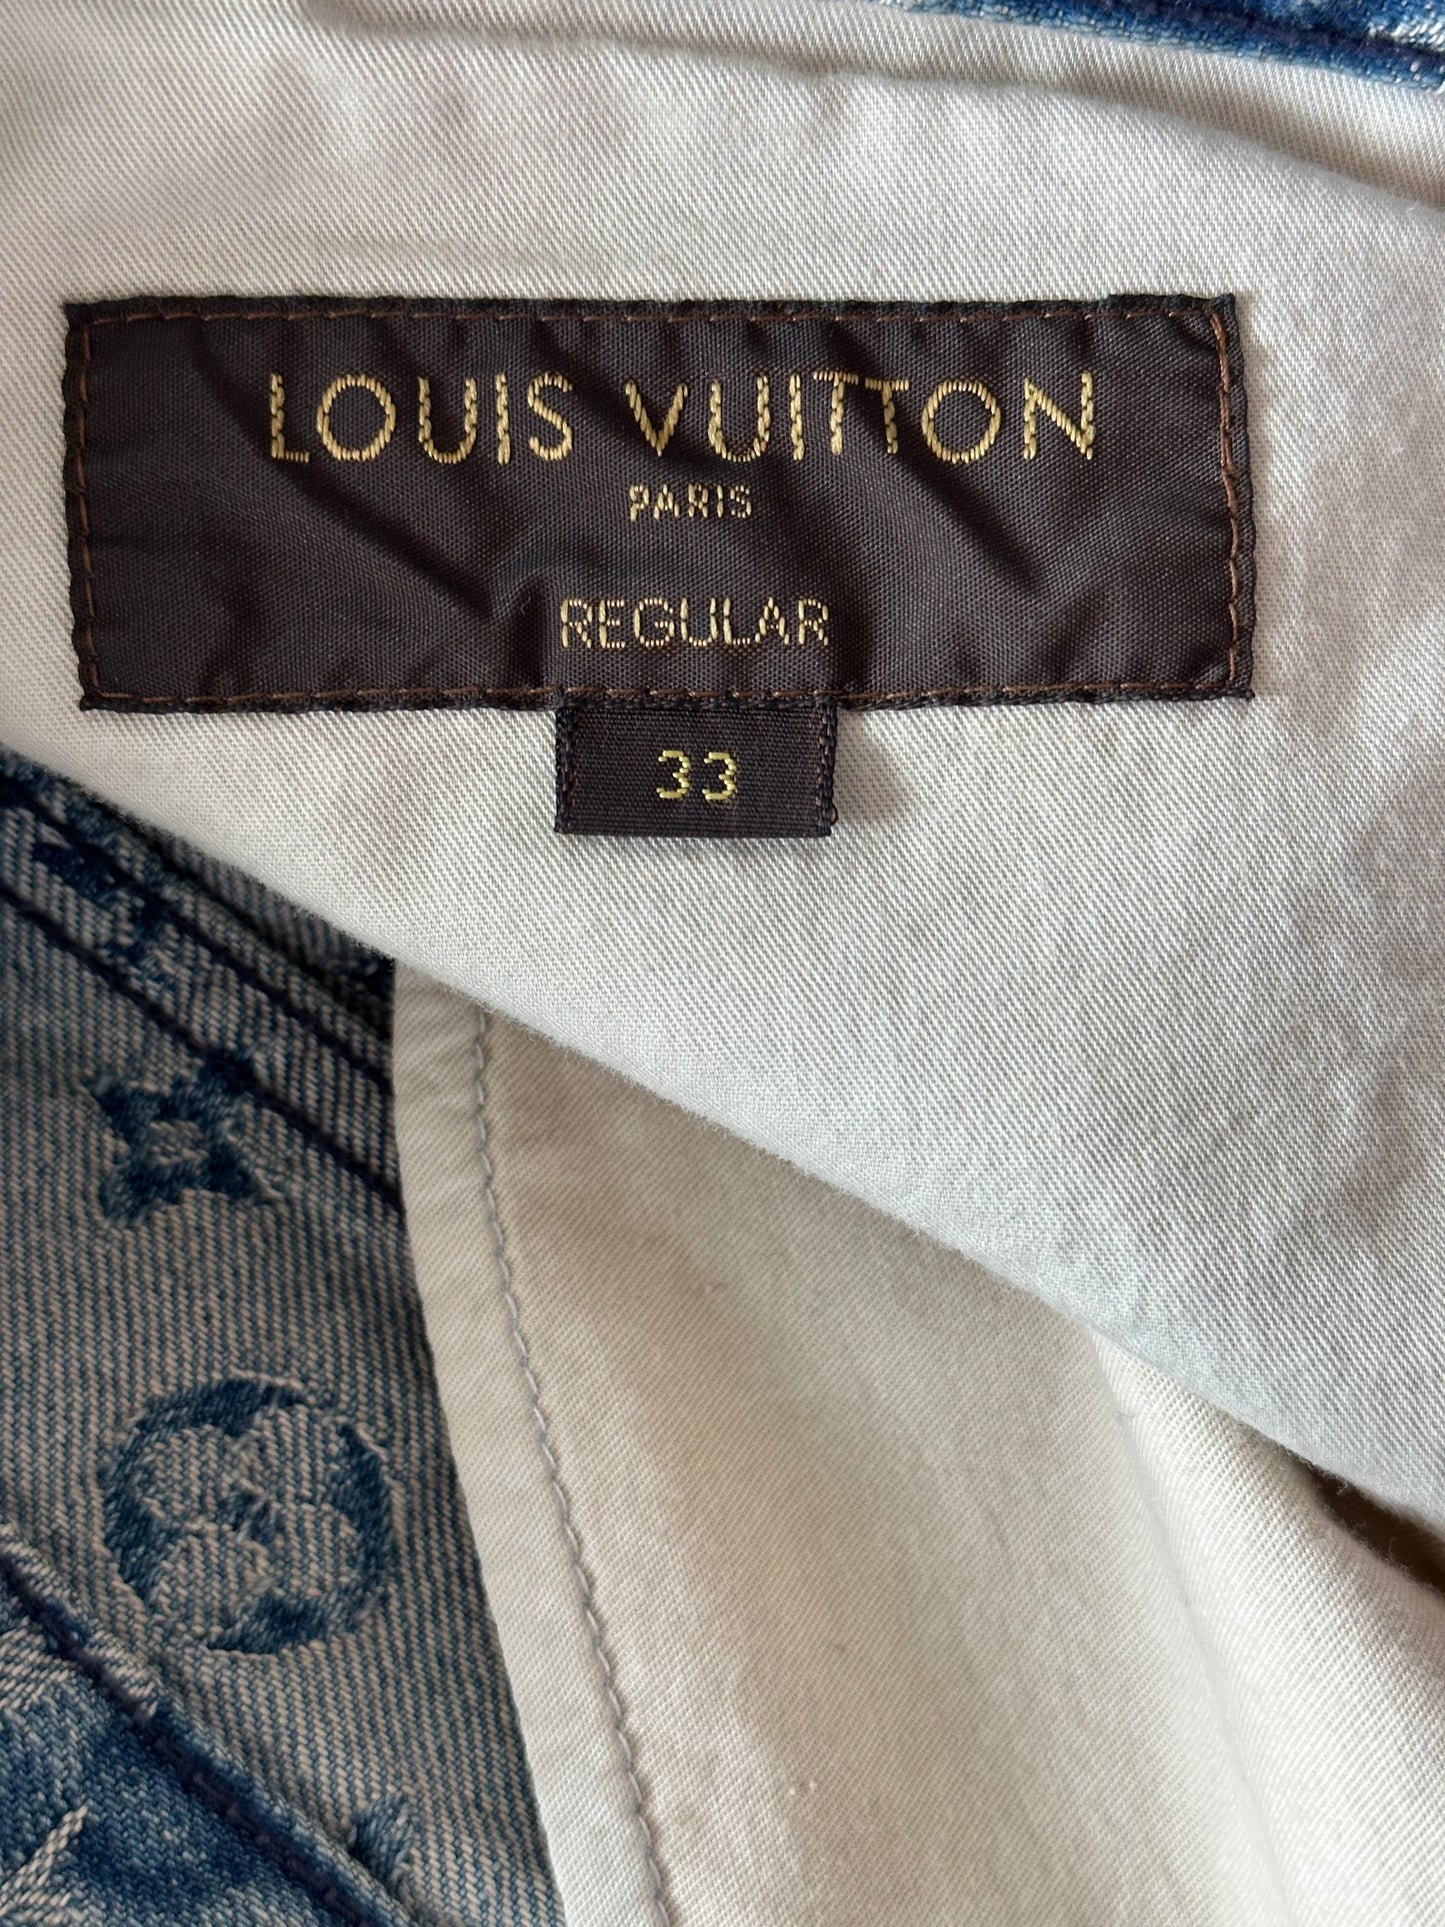 LOUIS VUITTON
PARIS
REGULAR
33